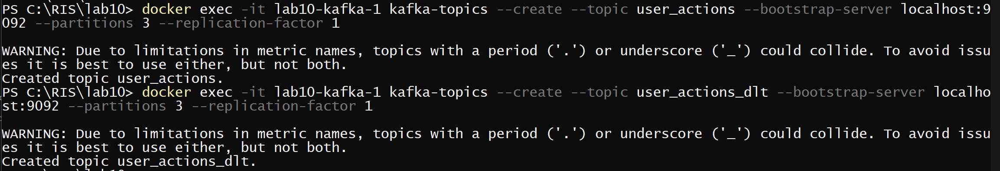 PS C:\RIS\lab10> docker exec -it lab10-kafka-1 kafka-topics --create --topic user_actions --bootstrap-server localhost:9
092 --partitions 3 --replication-factor 1
WARNING: Due to limitations in metric names, topics with a period ('.') or underscore ('_') could collide. To avoid issu
es it is best to use either, but not both.
Created topic user_actions.
PS C:\RIS\lab10> docker exec -it lab10-kafka-1 kafka-topics --create --topic user_actions_dlt --bootstrap-server localho
st:9092 --partitions 3 --replication-factor 1
WARNING: Due to limitations in metric names, topics with a period ('.') or underscore ('_') could collide. To avoid issu
es it is best to use either, but not both.
Created topic user_actions_dlt.